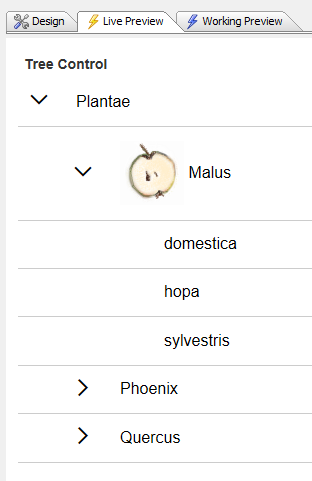 Design Live Preview Working Preview
Tree Control
Plantae
Malus
domestica
hopa
sylvestris
Phoenix
Quercus